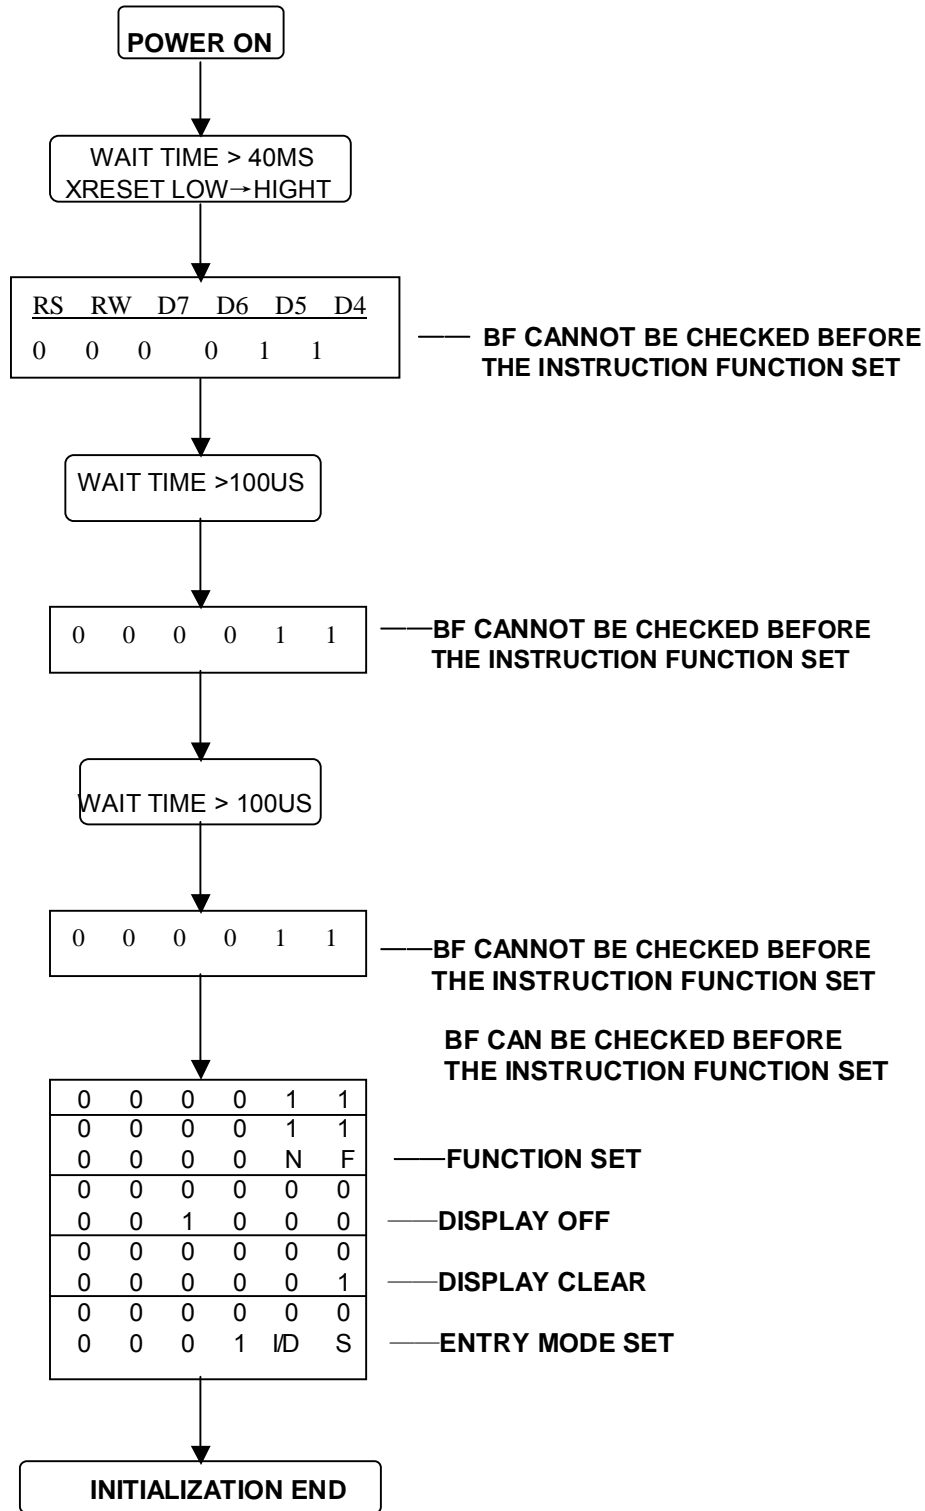 POWER ON
WAIT TIME > 40MS
XRESET LOW→HIGHT
RS RW D7 D6 D5 D4
0 0 0 0 1 1
—— BF CANNOT BE CHECKED BEFORE
THE INSTRUCTION FUNCTION SET
WAIT TIME >100US
0 0 0 0 1 1
——BF CANNOT BE CHECKED BEFORE
THE INSTRUCTION FUNCTION SET
WAIT TIME > 100US
0 0 0 0 1 1
——BF CANNOT BE CHECKED BEFORE
THE INSTRUCTION FUNCTION SET
BF CAN BE CHECKED BEFORE
THE INSTRUCTION FUNCTION SET
0 0 0 0 1 1
0 0 0 0 1 1
0 0 0 0 N F ——FUNCTION SET
0 0 0 0 0 0
0 0 1 0 0 0 ——DISPLAY OFF
0 0 0 0 0 0
0 0 0 0 0 1 ——DISPLAY CLEAR
0 0 0 0 0 0
0 0 0 1 I/D S ——ENTRY MODE SET
INITIALIZATION END